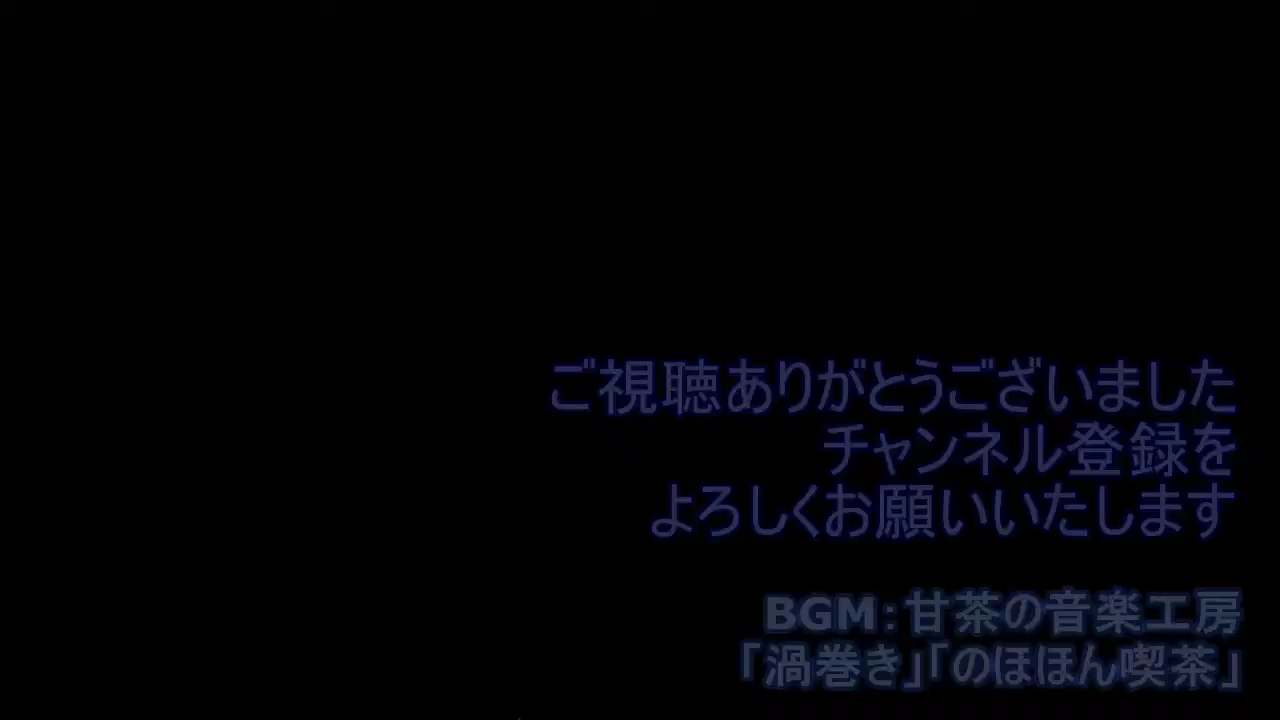 ご視聴ありがとうございました
チャンネル登録を
よろしくお願いいたします
BGM：甘茶の音楽工房
「渦巻き」「のほほん喫茶」